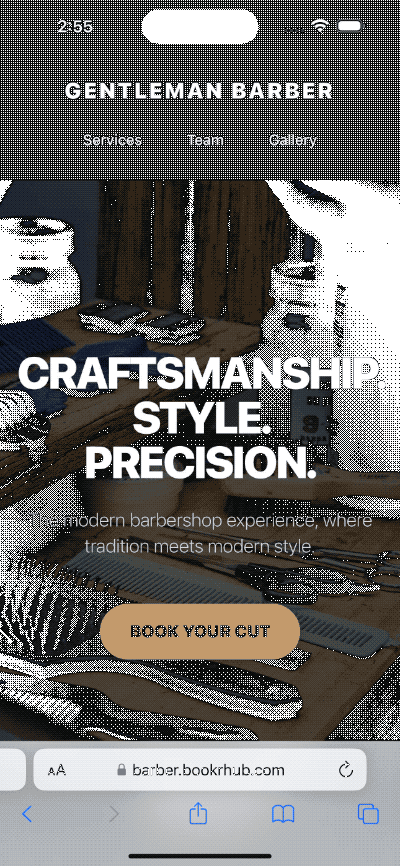 2:55
GENTLEMAN BARBER
Services Team Gallery
CRAFTSMANSHIP.
STYLE.
PRECISION.
modern barbershop experience, where
tradition meets modern style.
BOOK YOUR CUT
AA barber.bookrhub.com